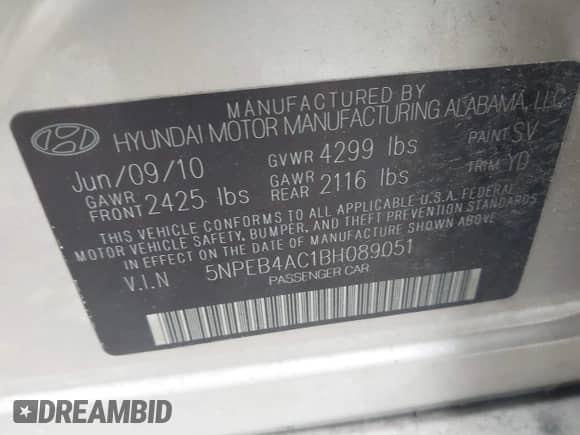 MANUFACTURED BY
HYUNDAI MOTOR MANUFACTURING ALABAMA, LLC
Jun/09/10 GVWR 4299 lbs PAINT SV
GAWR FRONT 2425 lbs GAWR REAR 2116 lbs TRIM YD
THIS VEHICLE CONFORMS TO ALL APPLICABLE U.S.A. FEDERAL
MOTOR VEHICLE SAFETY, BUMPER, AND THEFT PREVENTION STANDARDS
IN EFFECT ON THE DATE OF MANUFACTURE SHOWN ABOVE.
V.I.N 5NPEB4AC1BH089051
PASSENGER CAR
DREAMBID